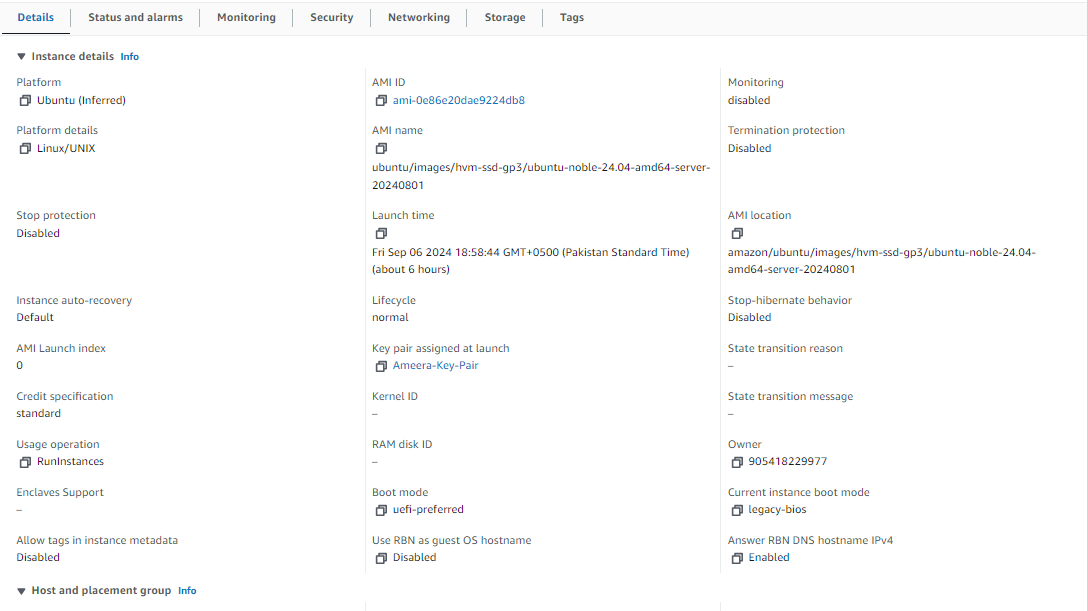 Details
Status and alarms
Monitoring
Security
Networking
Storage
Tags
Instance details Info
Platform
Ubuntu (Inferred)
AMI ID
ami-0e86e20dae9224db8
Monitoring
disabled
Platform details
Linux/UNIX
AMI name
ubuntu/images/hvm-ssd-gp3/ubuntu-noble-24.04-amd64-server-
20240801
Termination protection
Disabled
Stop protection
Disabled
Launch time
Fri Sep 06 2024 18:58:44 GMT+0500 (Pakistan Standard Time)
(about 6 hours)
AMI location
amazon/ubuntu/images/hvm-ssd-gp3/ubuntu-noble-24.04-
amd64-server-20240801
Instance auto-recovery
Default
Lifecycle
normal
Stop-hibernate behavior
Disabled
AMI Launch index
0
Key pair assigned at launch
Ameera-Key-Pair
State transition reason
–
Credit specification
standard
Kernel ID
–
State transition message
–
Usage operation
RunInstances
RAM disk ID
–
Owner
905418229977
Enclaves Support
–
Boot mode
uefi-preferred
Current instance boot mode
legacy-bios
Allow tags in instance metadata
Disabled
Use RBN as guest OS hostname
Disabled
Answer RBN DNS hostname IPv4
Enabled
Host and placement group Info